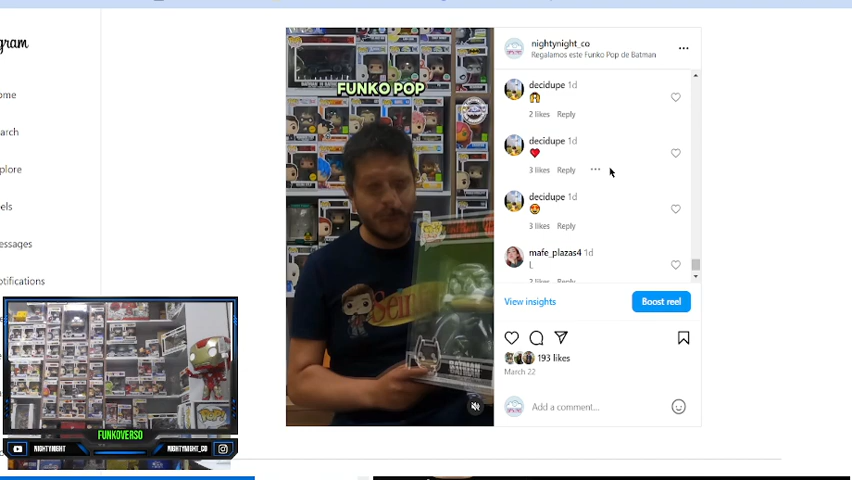 gram
ome
arch
plore
els
essages
otifications
FUNKO POP
nightynight_co
Regalamos este Funko Pop de Batman
decidupe 1d
2 likes Reply
decidupe 1d
3 likes Reply
decidupe 1d
3 likes Reply
mafe_plazas4 1d
L
View insights
Boost reel
193 likes
March 22
Add a comment...
FUNKOVERSO
NIGHTYNIGHT
NIGHTYNIGHT_CO